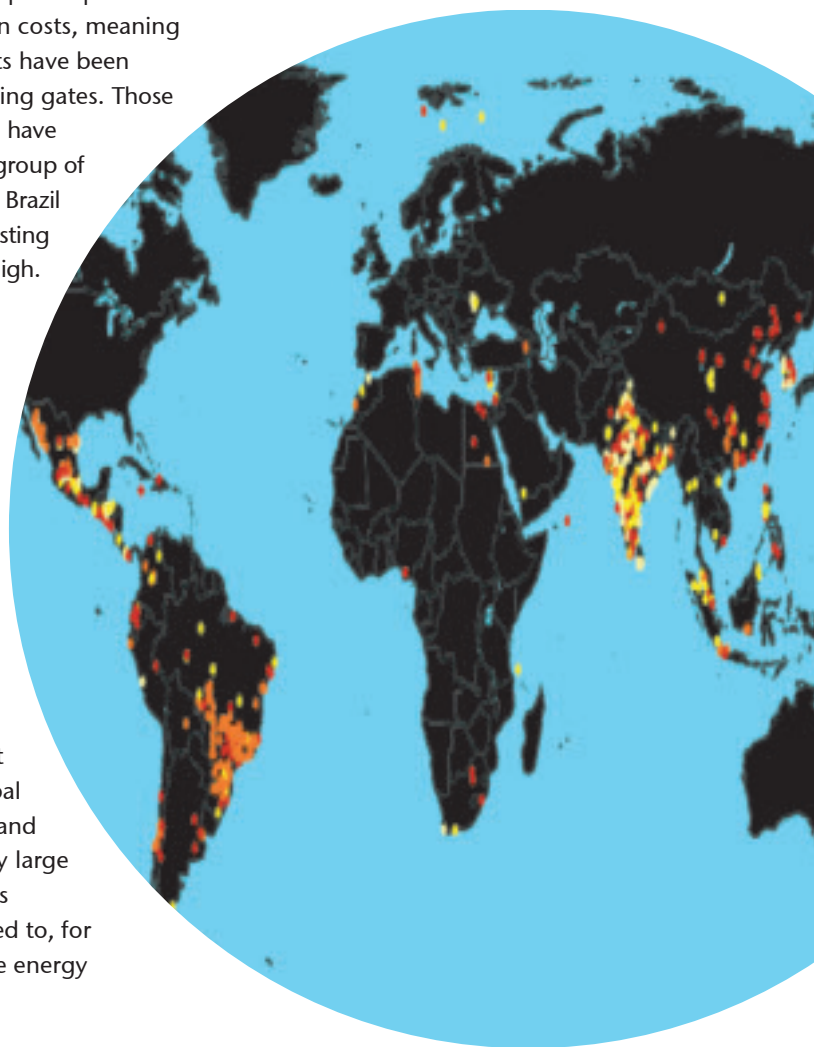 n costs, meaning
ts have been
ing gates. Those
have
group of
Brazil
sting
igh.
t
oal
and
y large
s
ed to, for
e energy